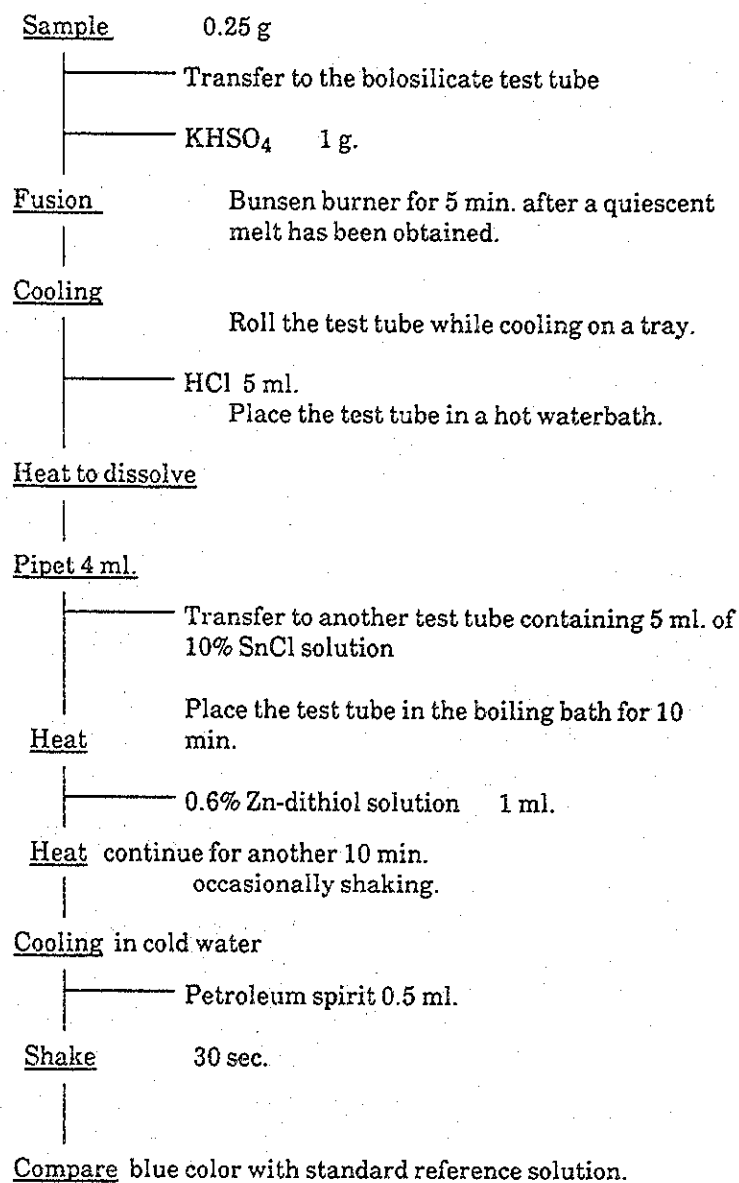 Sample 0.25 g
Transfer to the bolosilicate test tube
KHSO₄ 1 g.
Fusion Bunsen burner for 5 min. after a quiescent
melt has been obtained.
Cooling
Roll the test tube while cooling on a tray.
HCl 5 ml.
Place the test tube in a hot waterbath.
Heat to dissolve
Pipet 4 ml.
Transfer to another test tube containing 5 ml. of
10% SnCl solution
Place the test tube in the boiling bath for 10
Heat min.
0.6% Zn-dithiol solution 1 ml.
Heat continue for another 10 min.
occasionally shaking.
Cooling in cold water
Petroleum spirit 0.5 ml.
Shake 30 sec.
Compare blue color with standard reference solution.